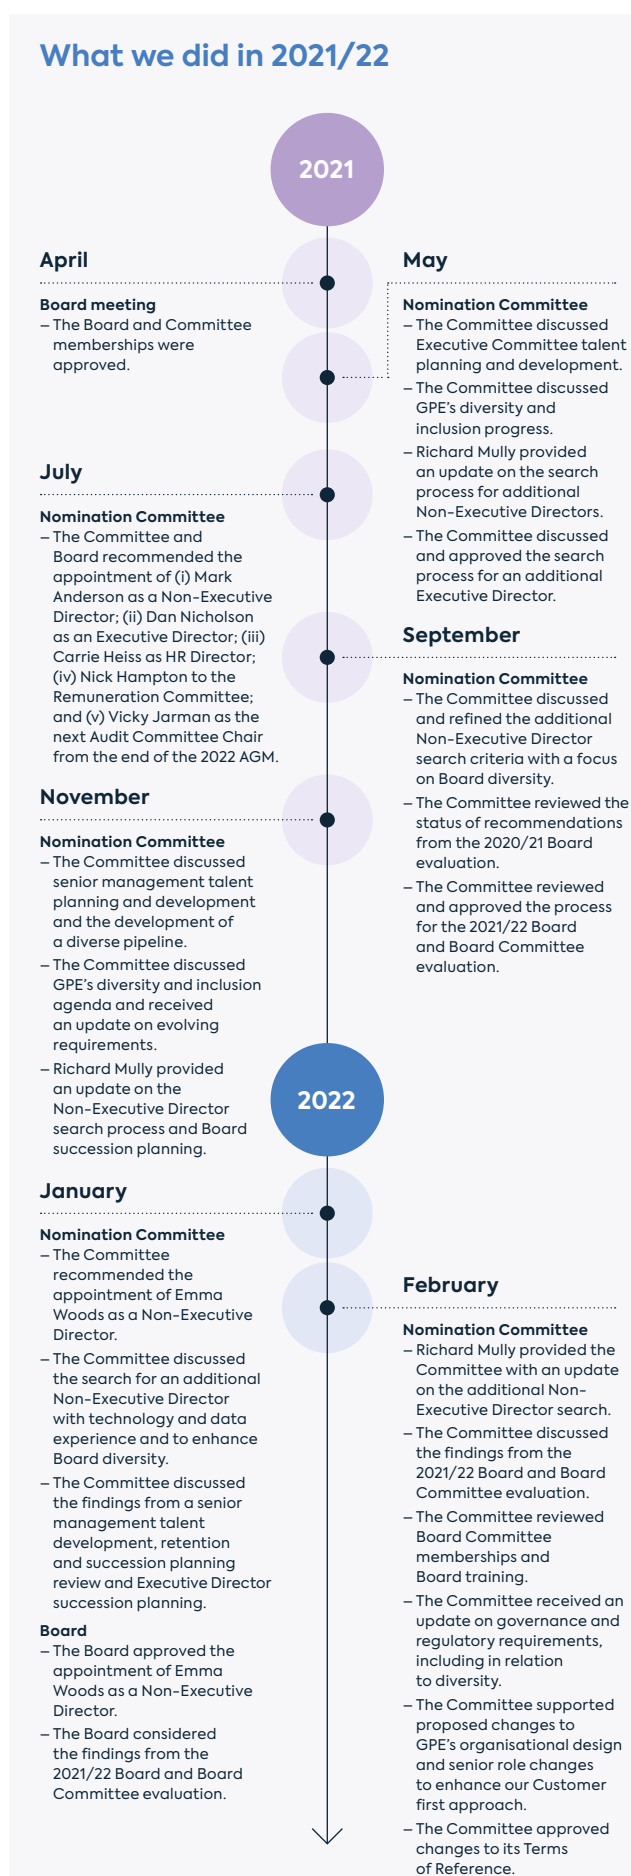 What we did in 2021/22
2021
April
Board meeting
– The Board and Committee
memberships were
approved.
May
Nomination Committee
– The Committee discussed
Executive Committee talent
planning and development.
– The Committee discussed
GPE’s diversity and
inclusion progress.
– Richard Mully provided
an update on the search
process for additional
Non-Executive Directors.
– The Committee discussed
and approved the search
process for an additional
Executive Director.
July
Nomination Committee
– The Committee and
Board recommended the
appointment of (i) Mark
Anderson as a Non-Executive
Director; (ii) Dan Nicholson
as an Executive Director; (iii)
Carrie Heiss as HR Director;
(iv) Nick Hampton to the
Remuneration Committee;
and (v) Vicky Jarman as the
next Audit Committee Chair
from the end of the 2022 AGM.
September
Nomination Committee
– The Committee discussed
and refined the additional
Non-Executive Director
search criteria with a focus
on Board diversity.
– The Committee reviewed the
status of recommendations
from the 2020/21 Board
evaluation.
– The Committee reviewed
and approved the process
for the 2021/22 Board
and Board Committee
evaluation.
November
Nomination Committee
– The Committee discussed
senior management talent
planning and development
and the development of
a diverse pipeline.
– The Committee discussed
GPE’s diversity and inclusion
agenda and received
an update on evolving
requirements.
– Richard Mully provided
an update on the
Non-Executive Director
search process and Board
succession planning.
2022
January
Nomination Committee
– The Committee
recommended the
appointment of Emma
Woods as a Non-Executive
Director.
– The Committee discussed
the search for an additional
Non-Executive Director
with technology and data
experience and to enhance
Board diversity.
– The Committee discussed
the findings from a senior
management talent
development, retention
and succession planning
review and Executive Director
succession planning.
Board
– The Board approved the
appointment of Emma
Woods as a Non-Executive
Director.
– The Board considered
the findings from the
2021/22 Board and Board
Committee evaluation.
February
Nomination Committee
– Richard Mully provided the
Committee with an update
on the additional Non-
Executive Director search.
– The Committee discussed
the findings from the
2021/22 Board and Board
Committee evaluation.
– The Committee reviewed
Board Committee
memberships and
Board training.
– The Committee received an
update on governance and
regulatory requirements,
including in relation
to diversity.
– The Committee supported
proposed changes to
GPE’s organisational design
and senior role changes
to enhance our Customer
first approach.
– The Committee approved
changes to its Terms
of Reference.